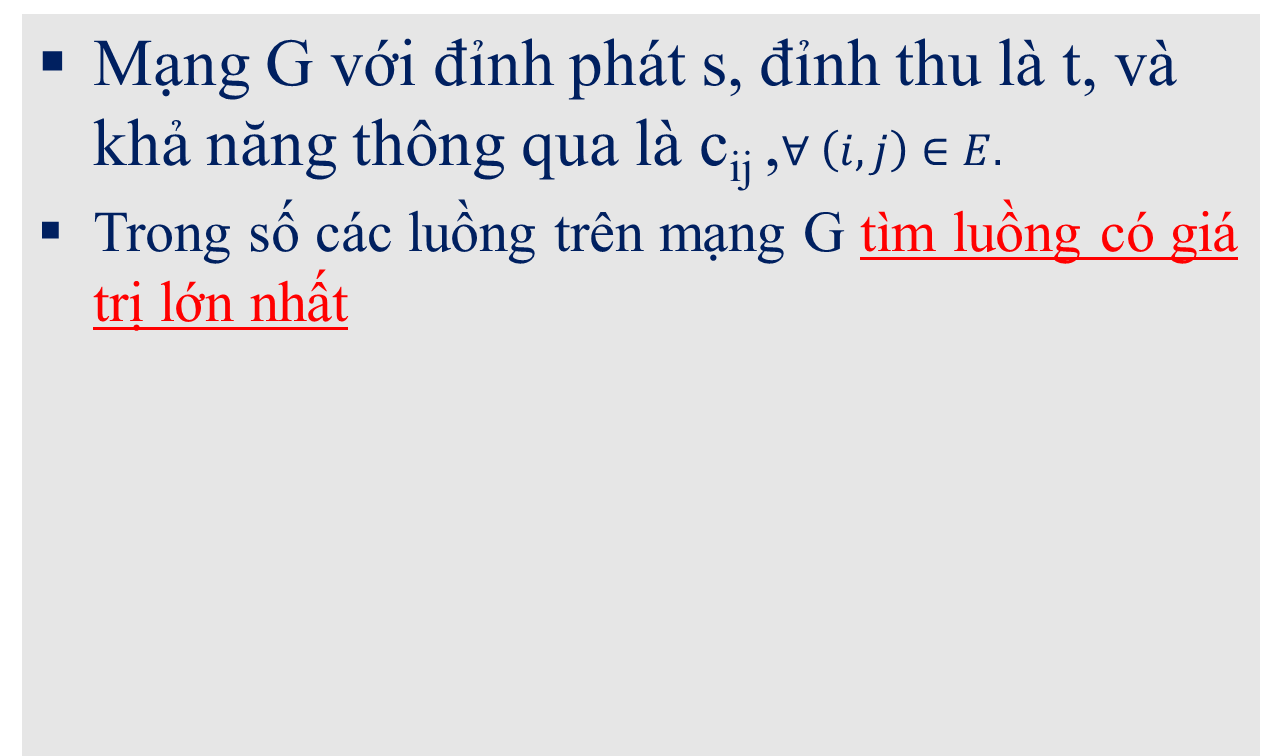 ▪ Mạng G với đỉnh phát s, đỉnh thu là t, và
khả năng thông qua là cij ,∀ (i,j) ∈ E.
▪ Trong số các luồng trên mạng G tìm luồng có giá
trị lớn nhất